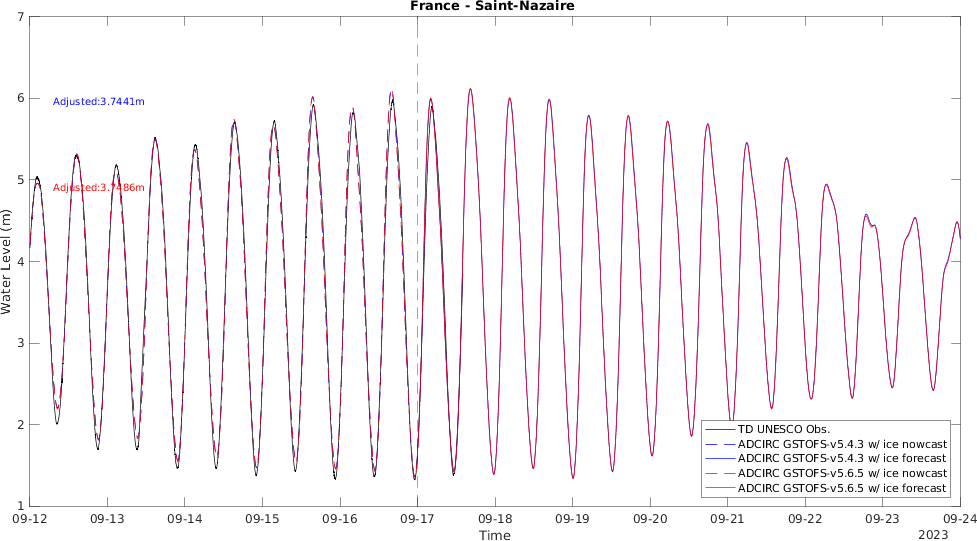 France - Saint-Nazaire
7
6
5
4
3
2
1
Water Level (m)
Adjusted:3.7441m
Adjusted:3.7486m
TD UNESCO Obs.
ADCIRC GSTOFS-v5.4.3 w/ ice nowcast
ADCIRC GSTOFS-v5.4.3 w/ ice forecast
ADCIRC GSTOFS-v5.6.5 w/ ice nowcast
ADCIRC GSTOFS-v5.6.5 w/ ice forecast
09-12 09-13 09-14 09-15 09-16 09-17 09-18 09-19 09-20 09-21 09-22 09-23 09-24
Time
2023